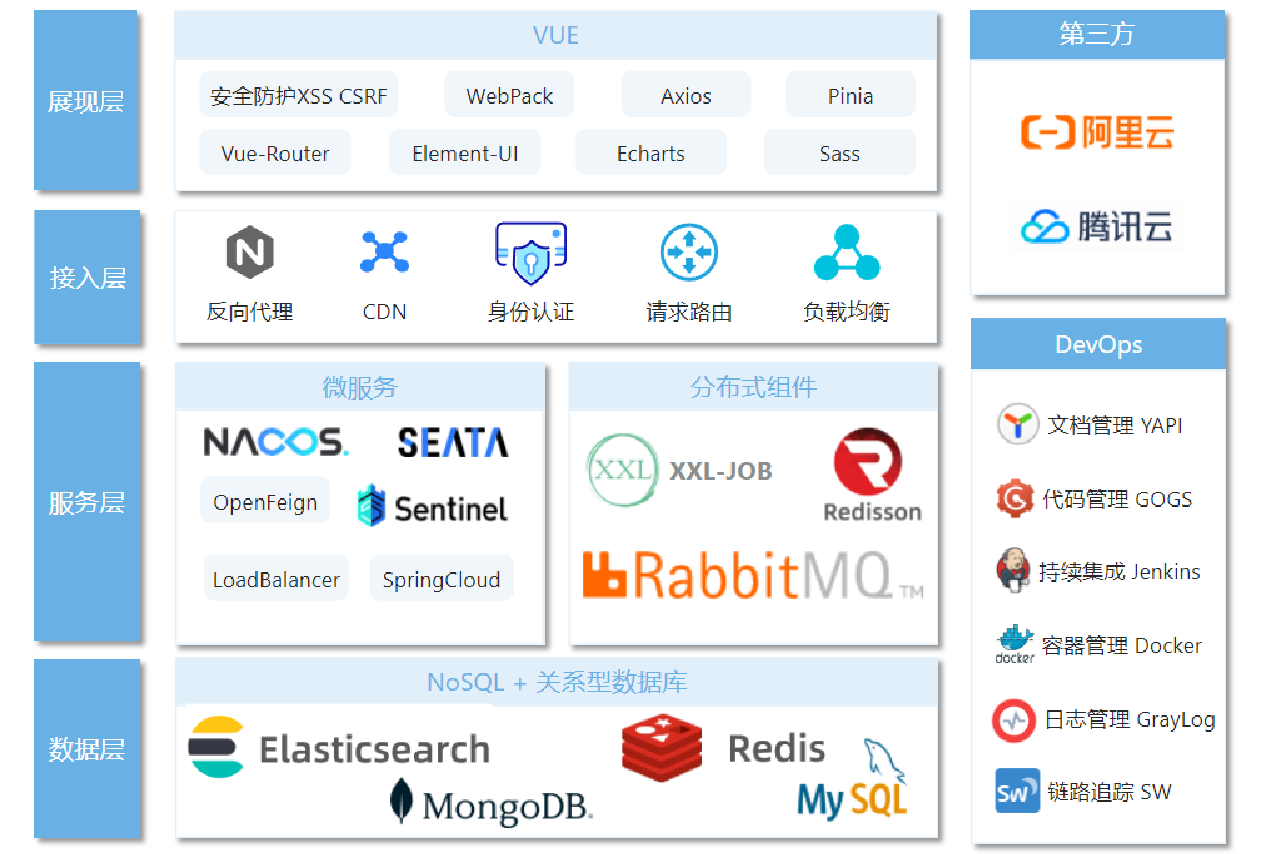 展现层
VUE
安全防护XSS CSRF
WebPack
Axios
Pinia
Vue-Router
Element-UI
Echarts
Sass
接入层
N
反向代理
CDN
身份认证
请求路由
负载均衡
服务层
微服务
NACOS.
SEATA
OpenFeign
Sentinel
LoadBalancer
SpringCloud
分布式组件
XXL
XXL-JOB
R
Redisson
RabbitMQ TM
数据层
NoSQL + 关系型数据库
Elasticsearch
Redis
MongoDB.
MySQL
第三方
阿里云
腾讯云
DevOps
文档管理 YAPI
代码管理 GOGS
持续集成 Jenkins
docker
容器管理 Docker
日志管理 GrayLog
SW
链路追踪 SW